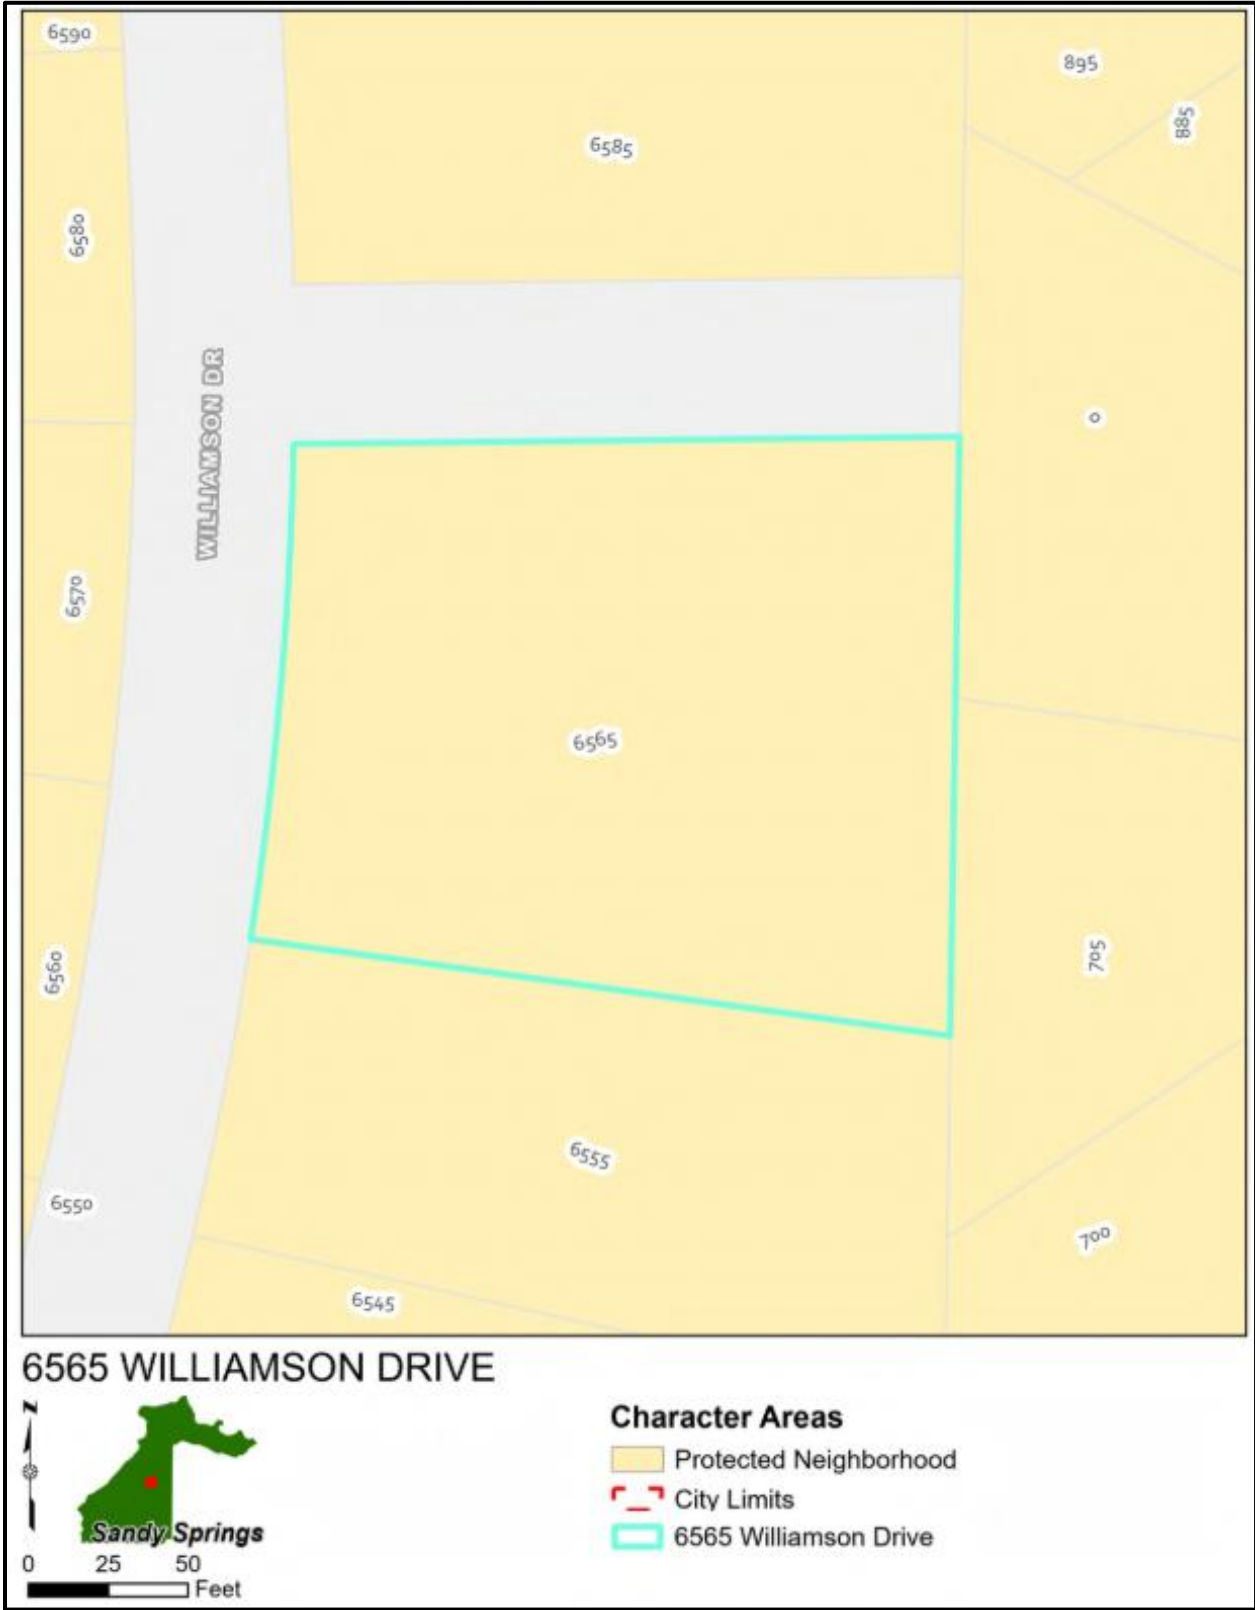 6590
895
885
6585
6580
WILLIAMSON DR
0
6570
6565
6560
705
6555
6550
700
6545
6565 WILLIAMSON DRIVE
N
Sandy Springs
0 25 50
Feet
Character Areas
Protected Neighborhood
City Limits
6565 Williamson Drive